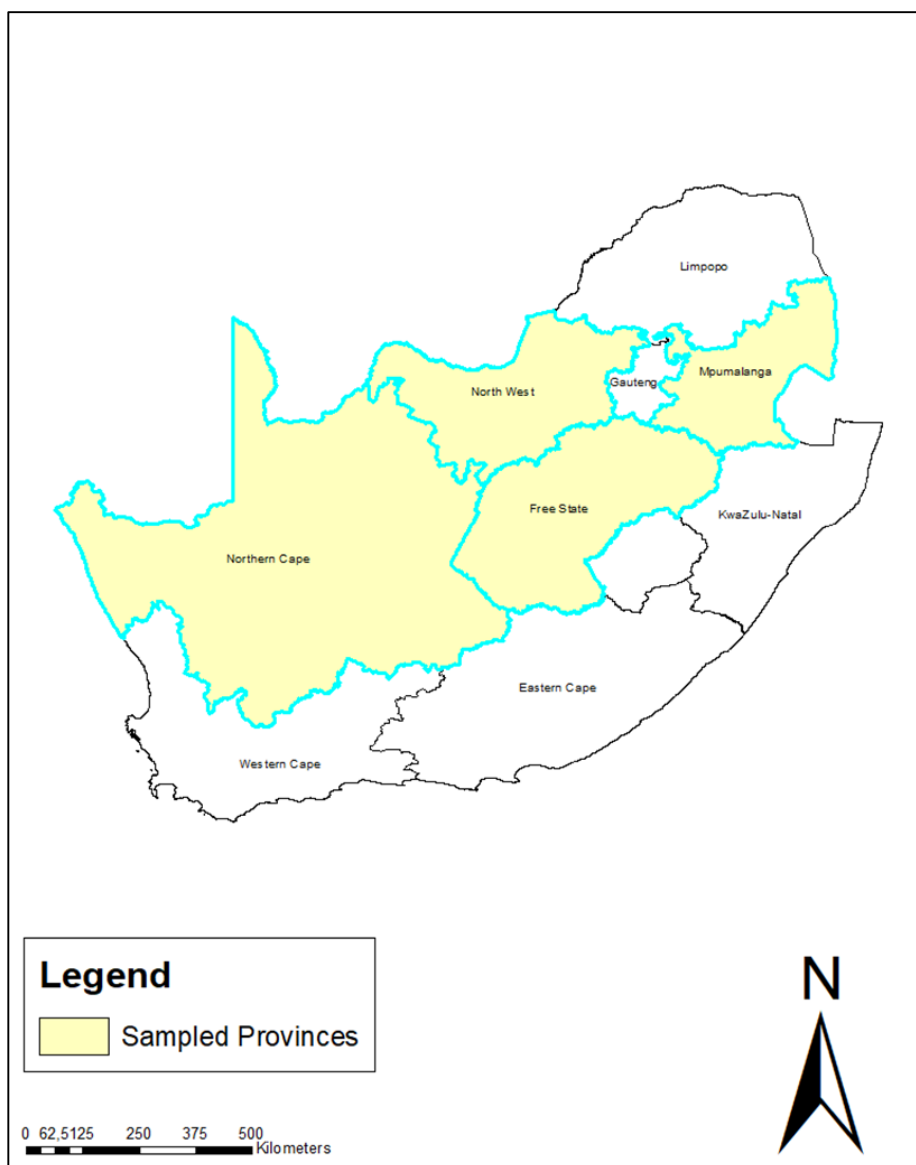 Limpopo
Mpumalanga
Gauteng
North West
Free State
KwaZulu-Natal
Northern Cape
Eastern Cape
Western Cape
Legend
Sampled Provinces
N
0 62,5125 250 375 500
Kilometers